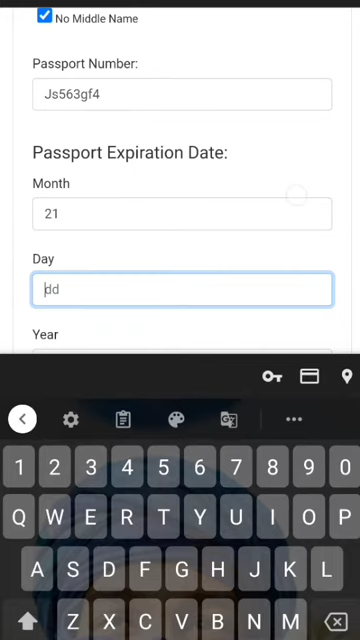 No Middle Name
Passport Number:
Js563gf4
Passport Expiration Date:
Month
21
Day
dd
Year
1 2 3 4 5 6 7 8 9 0
Q W E R T Y U I O P
A S D F G H J K L
Z X C V B N M